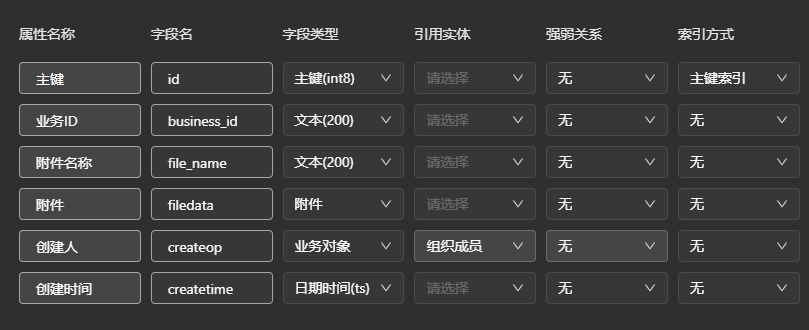 属性名称 字段名 字段类型 引用实体 强弱关系 索引方式
主键 id 主键(int8) 请选择 无 主键索引
业务ID business_id 文本(200) 请选择 无 无
附件名称 file_name 文本(200) 请选择 无 无
附件 filedata 附件 请选择 无 无
创建人 createop 业务对象 组织成员 无 无
创建时间 createtime 日期时间(ts) 请选择 无 无